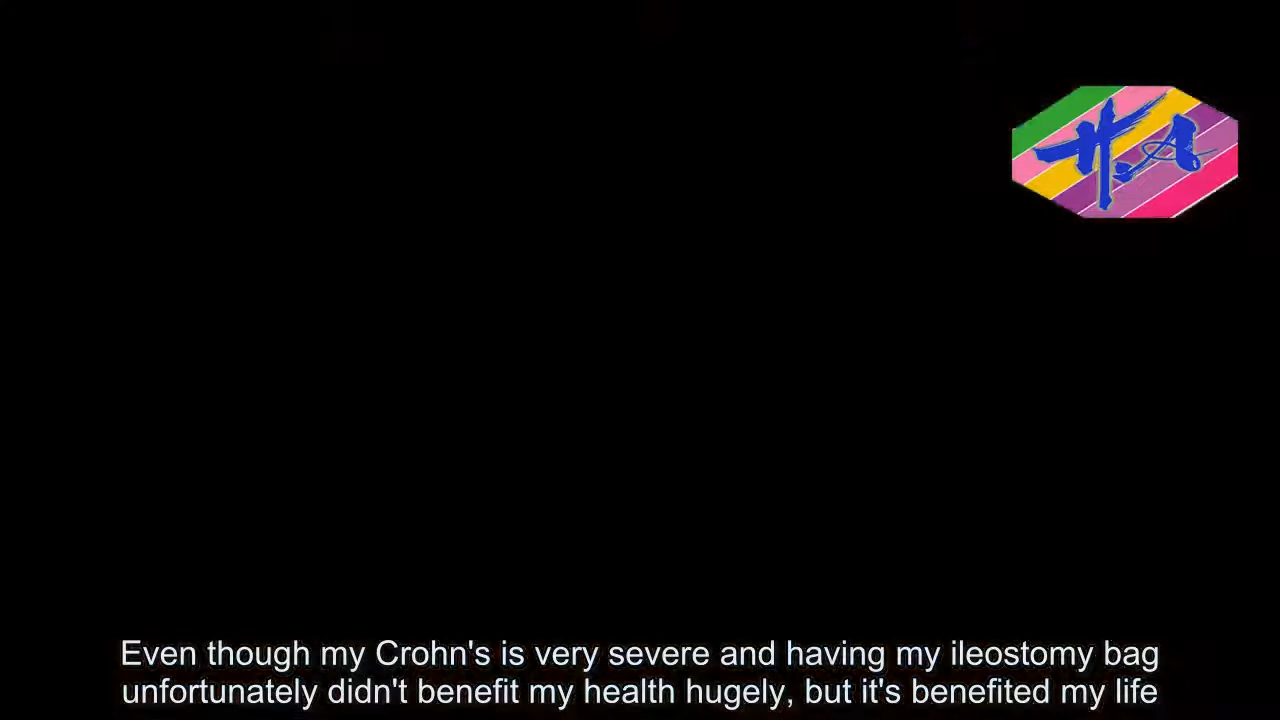 Even though my Crohn's is very severe and having my ileostomy bag
unfortunately didn't benefit my health hugely, but it's benefited my life